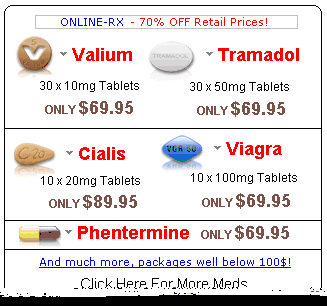 ONLINE-RX - 70% OFF Retail Prices!
Valium Tramadol
30 x 10mg Tablets 30 x 50mg Tablets
ONLY $69.95 ONLY $69.95
Cialis Viagra
10 x 20mg Tablets 10 x 100mg Tablets
ONLY $89.95 ONLY $69.95
Phentermine ONLY $69.95
And much more, packages well below 100$!
Click Here For More Meds
TRAMADOL
VGR 50